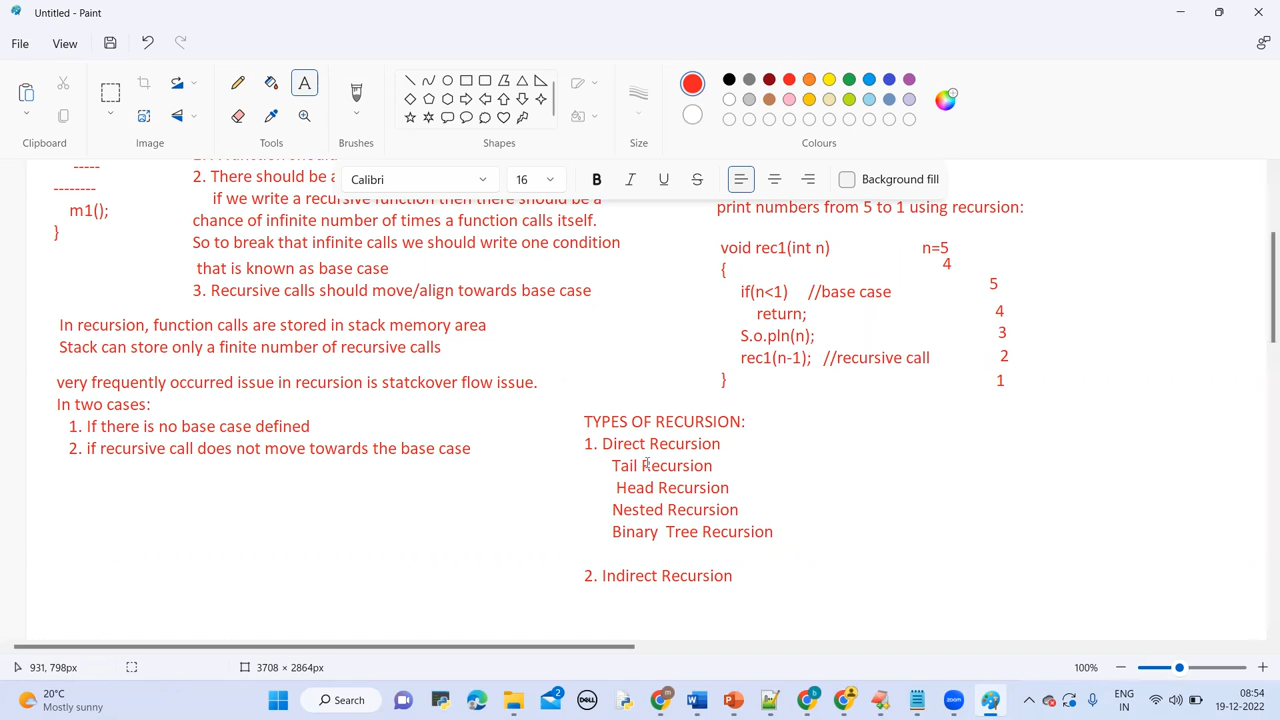 Untitled - Paint
File
View
Clipboard
Image
Tools
Brushes
Shapes
Size
Colours
Calibri
16
B
I
U
S
Background fill
-----
--------
m1();
}
2. There should be a
if we write a recursive function then there should be a
chance of infinite number of times a function calls itself.
So to break that infinite calls we should write one condition
that is known as base case
3. Recursive calls should move/align towards base case
In recursion, function calls are stored in stack memory area
Stack can store only a finite number of recursive calls
very frequently occurred issue in recursion is statckover flow issue.
In two cases:
1. If there is no base case defined
2. if recursive call does not move towards the base case
print numbers from 5 to 1 using recursion:
void rec1(int n) n=5
{ 4
if(n<1) //base case 5
return; 4
S.o.pln(n); 3
rec1(n-1); //recursive call 2
} 1
TYPES OF RECURSION:
1. Direct Recursion
Tail Recursion
Head Recursion
Nested Recursion
Binary Tree Recursion
2. Indirect Recursion
931, 798px
3708 × 2864px
100%
20°C
Mostly sunny
Search
DELL
zoom
ENG
IN
08:54
19-12-2022